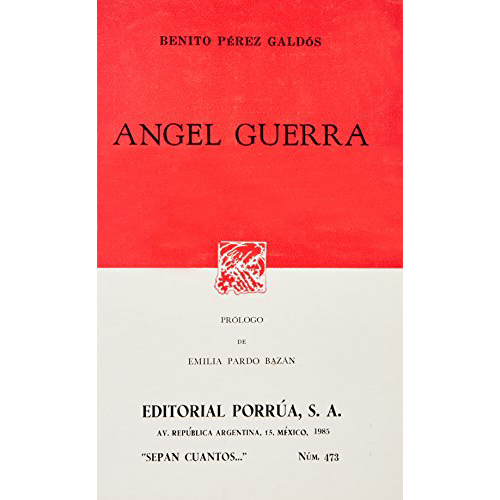 BENITO PÉREZ GALDÓS
ANGEL GUERRA
PRÓLOGO
DE
EMILIA PARDO BAZÁN
EDITORIAL PORRÚA, S. A.
AV. REPÚBLICA ARGENTINA, 15. MÉXICO, 1985
"SEPAN CUANTOS..." NÚM. 473